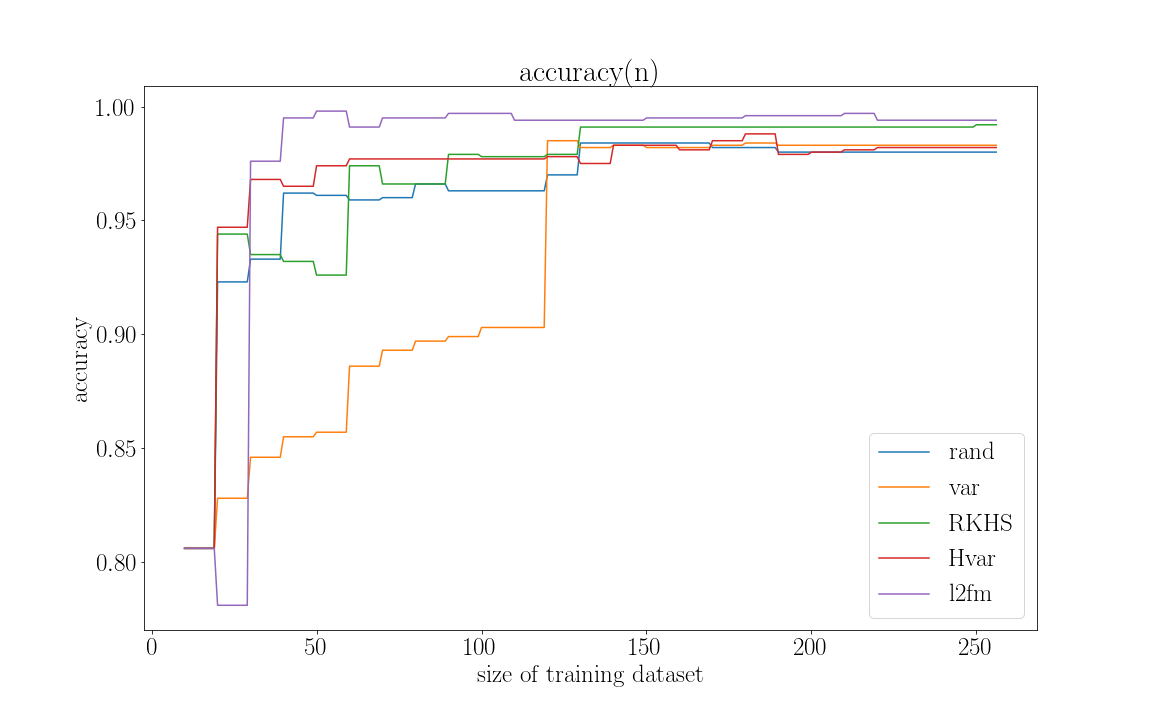 accuracy(n)
1.00
0.95
0.90
0.85
0.80
accuracy
0 50 100 150 200 250
size of training dataset
rand
var
RKHS
Hvar
l2fm